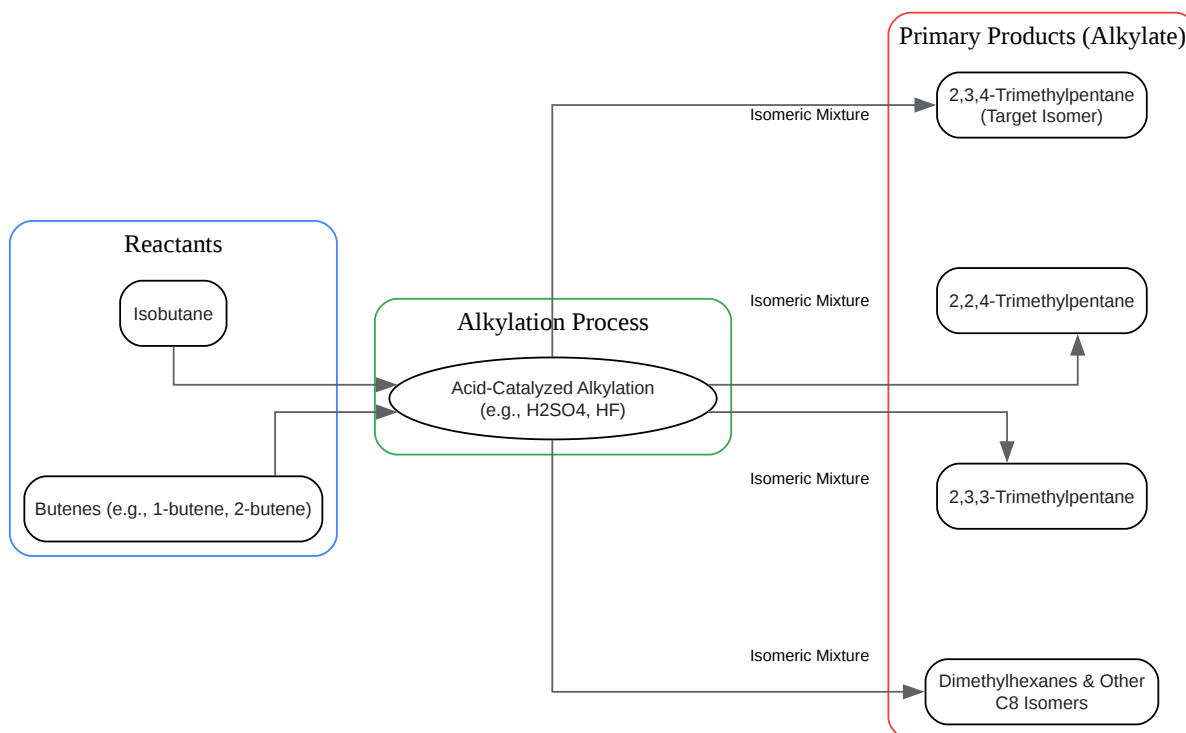 Reactants
Isobutane
Butenes (e.g., 1-butene, 2-butene)
Alkylation Process
Acid-Catalyzed Alkylation
(e.g., H2SO4, HF)
Isomeric Mixture
Isomeric Mixture
Isomeric Mixture
Isomeric Mixture
Primary Products (Alkylate)
2,3,4-Trimethylpentane
(Target Isomer)
2,2,4-Trimethylpentane
2,3,3-Trimethylpentane
Dimethylhexanes & Other
C8 Isomers